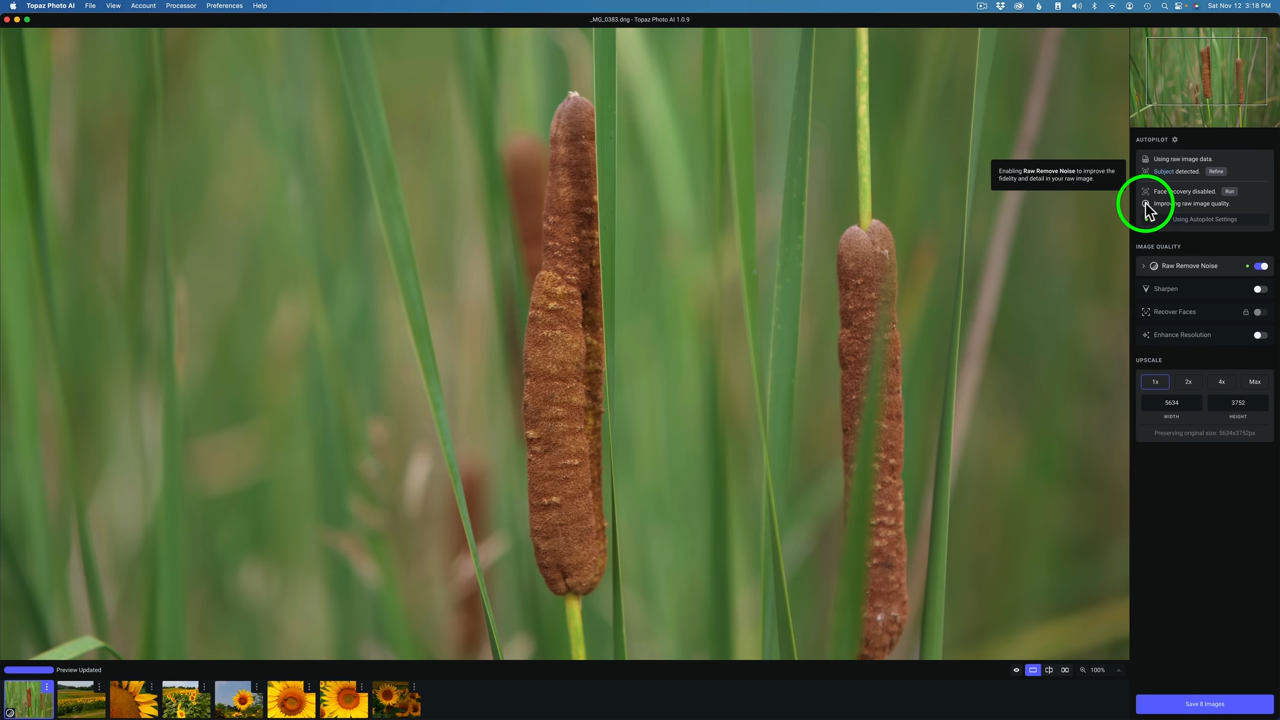 Topaz Photo AI File Edit View Account Processor Preferences Help
Sat Nov 12 3:18 PM
_MG_0383.dng - Topaz Photo AI 1.0.9
AUTOPILOT
Using raw image data.
Subject detected. Refine
Enabling Raw Remove Noise to improve the
fidelity and detail in your raw image.
Face recovery disabled. Run
Improving raw image quality.
Using Autopilot Settings
IMAGE QUALITY
Raw Remove Noise
Sharpen
Recover Faces
Enhance Resolution
UPSCALE
1x 2x 4x Max
5634 3752
WIDTH HEIGHT
Preserving original size: 5634x3752px
Preview Updated
100%
Save 8 Images